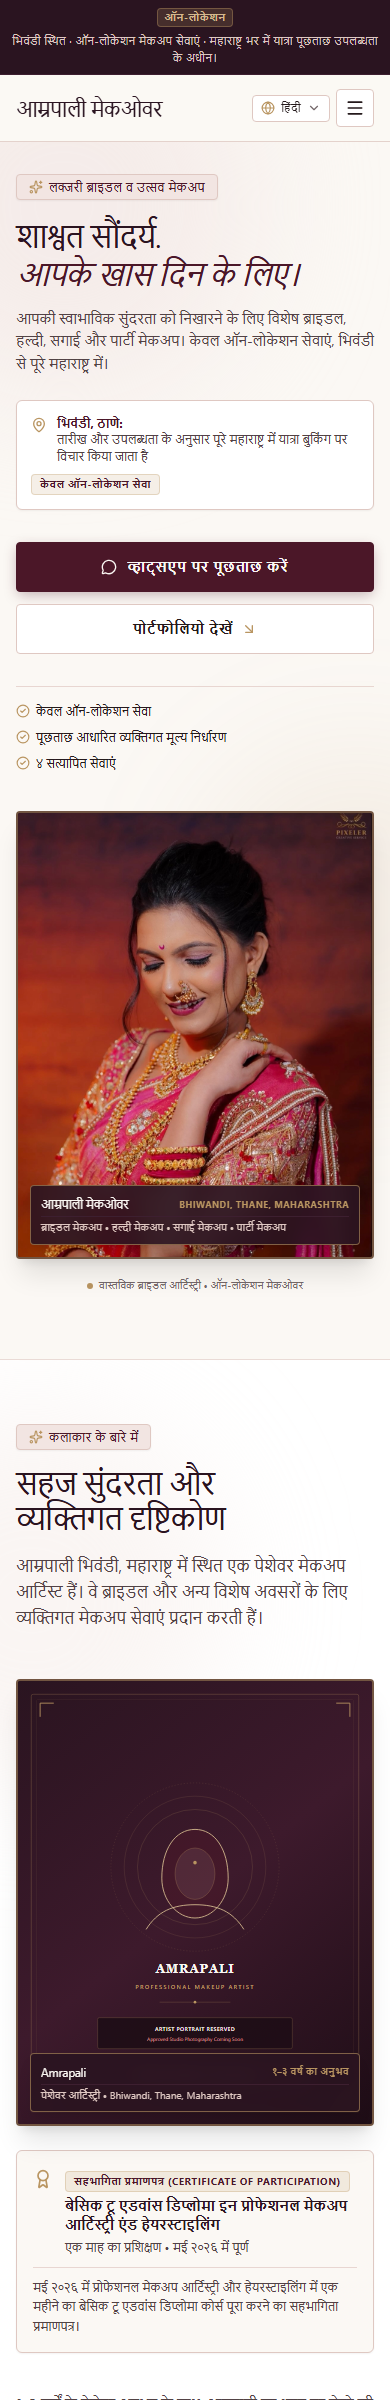 ऑन-लोकेशन
भिवंडी स्थित · ऑन-लोकेशन मेकअप सेवाएं · महाराष्ट्र भर में यात्रा पूछताछ उपलब्धता
के अधीन।
आम्रपाली मेकओवर
हिंदी
लक्जरी ब्राइडल व उत्सव मेकअप
शाश्वत सौंदर्य.
आपके खास दिन के लिए।
आपकी स्वाभाविक सुंदरता को निखारने के लिए विशेष ब्राइडल,
हल्दी, सगाई और पार्टी मेकअप। केवल ऑन-लोकेशन सेवाएं, भिवंडी
से पूरे महाराष्ट्र में।
भिवंडी, ठाणे:
तारीख और उपलब्धता के अनुसार पूरे महाराष्ट्र में यात्रा बुकिंग पर
विचार किया जाता है
केवल ऑन-लोकेशन सेवा
व्हाट्सएप पर पूछताछ करें
पोर्टफोलियो देखें
केवल ऑन-लोकेशन सेवा
पूछताछ आधारित व्यक्तिगत मूल्य निर्धारण
४ सत्यापित सेवाएं
PIXELER
आम्रपाली मेकओवर
BHIWANDI, THANE, MAHARASHTRA
ब्राइडल मेकअप • हल्दी मेकअप • सगाई मेकअप • पार्टी मेकअप
वास्तविक ब्राइडल आर्टिस्ट्री • ऑन-लोकेशन मेकओवर
कलाकार के बारे में
सहज सुंदरता और
व्यक्तिगत दृष्टिकोण
आम्रपाली भिवंडी, महाराष्ट्र में स्थित एक पेशेवर मेकअप
आर्टिस्ट हैं। वे ब्राइडल और अन्य विशेष अवसरों के लिए
व्यक्तिगत मेकअप सेवाएं प्रदान करती हैं।
AMRAPALI
PROFESSIONAL MAKEUP ARTIST
ARTIST PORTRAIT RESERVED
Approved Studio Photography Coming Soon
Amrapali
१–३ वर्ष का अनुभव
पेशेवर आर्टिस्ट्री • Bhiwandi, Thane, Maharashtra
सहभागिता प्रमाणपत्र (CERTIFICATE OF PARTICIPATION)
बेसिक टू एडवांस डिप्लोमा इन प्रोफेशनल मेकअप
आर्टिस्ट्री एंड हेयरस्टाइलिंग
एक माह का प्रशिक्षण • मई २०२६ में पूर्ण
मई २०२६ में प्रोफेशनल मेकअप आर्टिस्ट्री और हेयरस्टाइलिंग में एक
महीने का बेसिक टू एडवांस डिप्लोमा कोर्स पूरा करने का सहभागिता
प्रमाणपत्र।